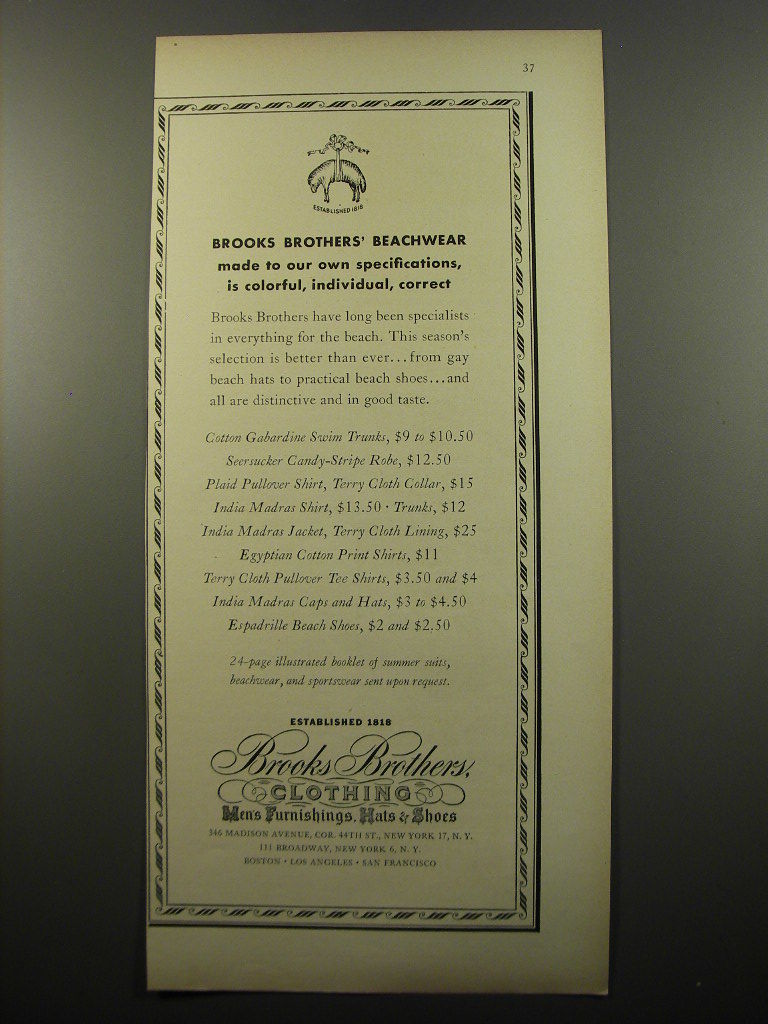 37
ESTABLISHED 1818
BROOKS BROTHERS' BEACHWEAR
made to our own specifications,
is colorful, individual, correct
Brooks Brothers have long been specialists
in everything for the beach. This season's
selection is better than ever...from gay
beach hats to practical beach shoes...and
all are distinctive and in good taste.
Cotton Gabardine Swim Trunks, $9 to $10.50
Seersucker Candy-Stripe Robe, $12.50
Plaid Pullover Shirt, Terry Cloth Collar, $15
India Madras Shirt, $13.50 · Trunks, $12
India Madras Jacket, Terry Cloth Lining, $25
Egyptian Cotton Print Shirts, $11
Terry Cloth Pullover Tee Shirts, $3.50 and $4
India Madras Caps and Hats, $3 to $4.50
Espadrille Beach Shoes, $2 and $2.50
24-page illustrated booklet of summer suits,
beachwear, and sportswear sent upon request.
ESTABLISHED 1818
Brooks Brothers,
CLOTHING
Men's Furnishings, Hats & Shoes
346 MADISON AVENUE, COR. 44TH ST., NEW YORK 17, N. Y.
111 BROADWAY, NEW YORK 6, N. Y.
BOSTON · LOS ANGELES · SAN FRANCISCO